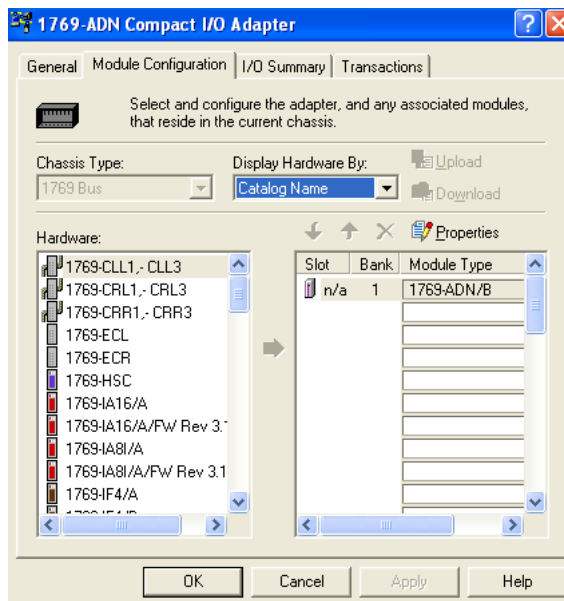 1769-ADN Compact I/O Adapter
General Module Configuration I/O Summary Transactions
Select and configure the adapter, and any associated modules,
that reside in the current chassis.
Chassis Type: Display Hardware By: Upload
1769 Bus Catalog Name Download
Hardware: Properties
1769-CLL1,- CLL3
1769-CRL1,- CRL3
1769-CRR1,- CRR3
1769-ECL
1769-ECR
1769-HSC
1769-IA16/A
1769-IA16/A/FW Rev 3.1
1769-IA8I/A
1769-IA8I/A/FW Rev 3.1
1769-IF4/A
Slot Bank Module Type
n/a 1 1769-ADN/B
OK Cancel Apply Help